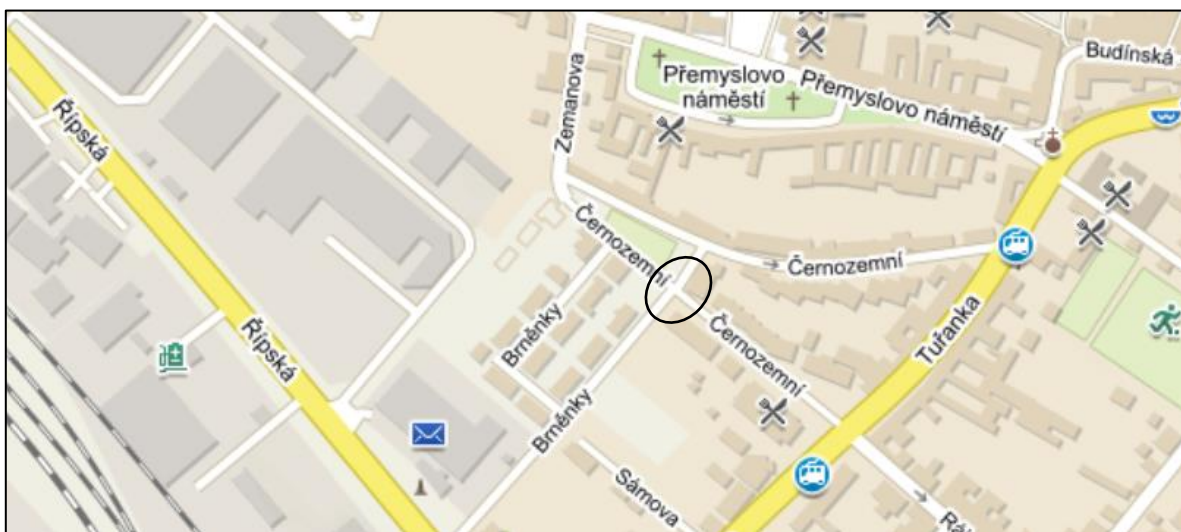 Budínská
Přemyslovo
náměstí
Přemyslovo náměstí
Zemanova
Řípská
Černozemní
Černozemní
Řípská
Černozemní
Tuřanka
Brněnky
Brněnky
Sámova